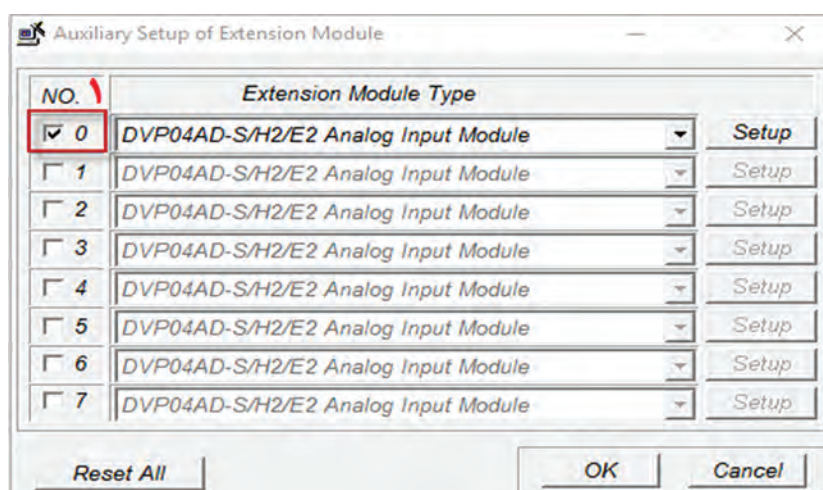 Auxiliary Setup of Extension Module
NO. Extension Module Type
0 DVP04AD-S/H2/E2 Analog Input Module Setup
1 DVP04AD-S/H2/E2 Analog Input Module Setup
2 DVP04AD-S/H2/E2 Analog Input Module Setup
3 DVP04AD-S/H2/E2 Analog Input Module Setup
4 DVP04AD-S/H2/E2 Analog Input Module Setup
5 DVP04AD-S/H2/E2 Analog Input Module Setup
6 DVP04AD-S/H2/E2 Analog Input Module Setup
7 DVP04AD-S/H2/E2 Analog Input Module Setup
Reset All OK Cancel